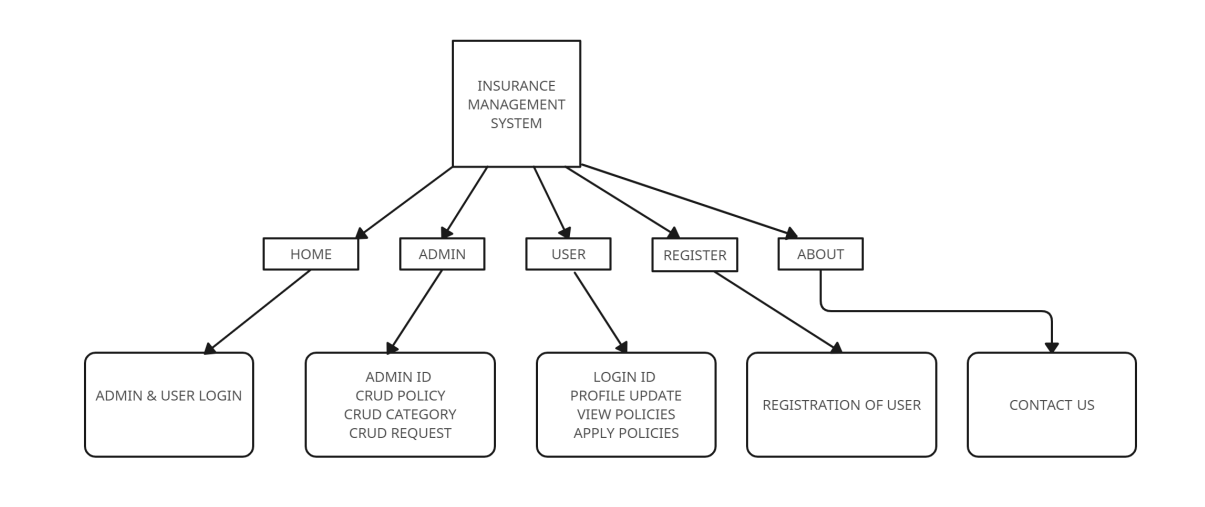 INSURANCE
MANAGEMENT
SYSTEM
HOME
ADMIN
USER
REGISTER
ABOUT
ADMIN & USER LOGIN
ADMIN ID
CRUD POLICY
CRUD CATEGORY
CRUD REQUEST
LOGIN ID
PROFILE UPDATE
VIEW POLICIES
APPLY POLICIES
REGISTRATION OF USER
CONTACT US